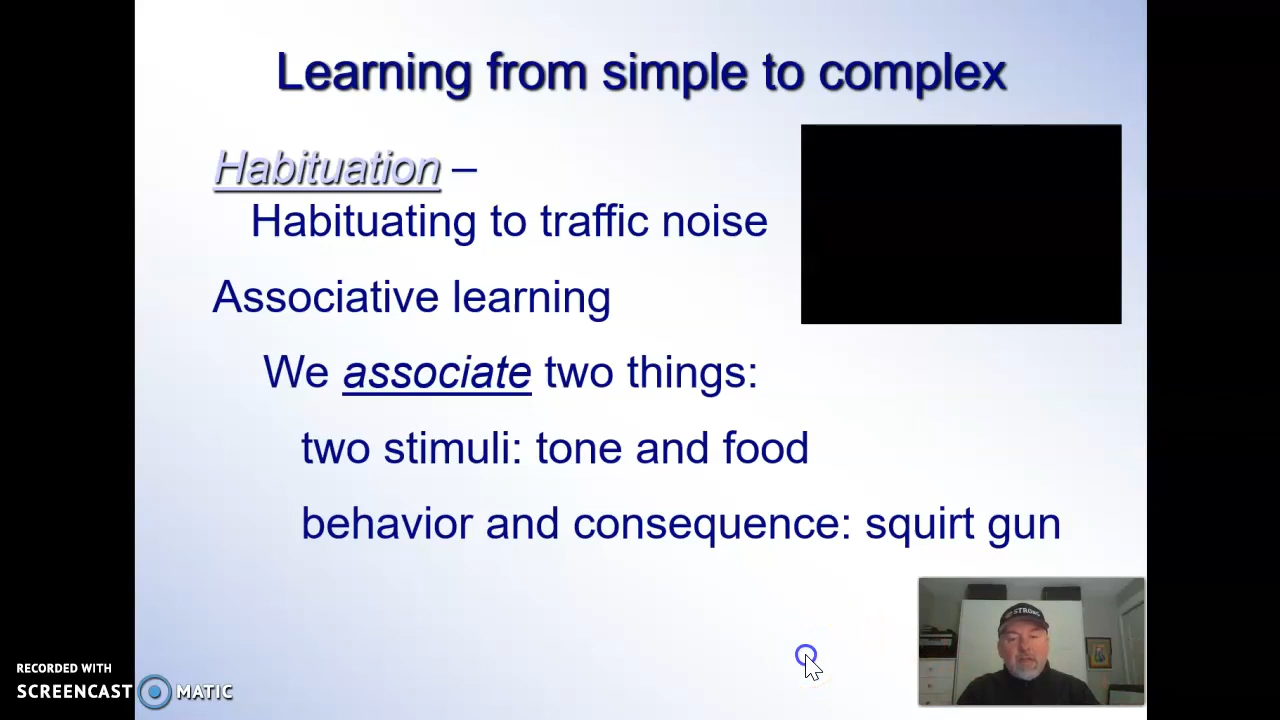 Learning from simple to complex
Habituation –
Habituating to traffic noise
Associative learning
We associate two things:
two stimuli: tone and food
behavior and consequence: squirt gun
STRONG
RECORDED WITH
SCREENCAST MATIC